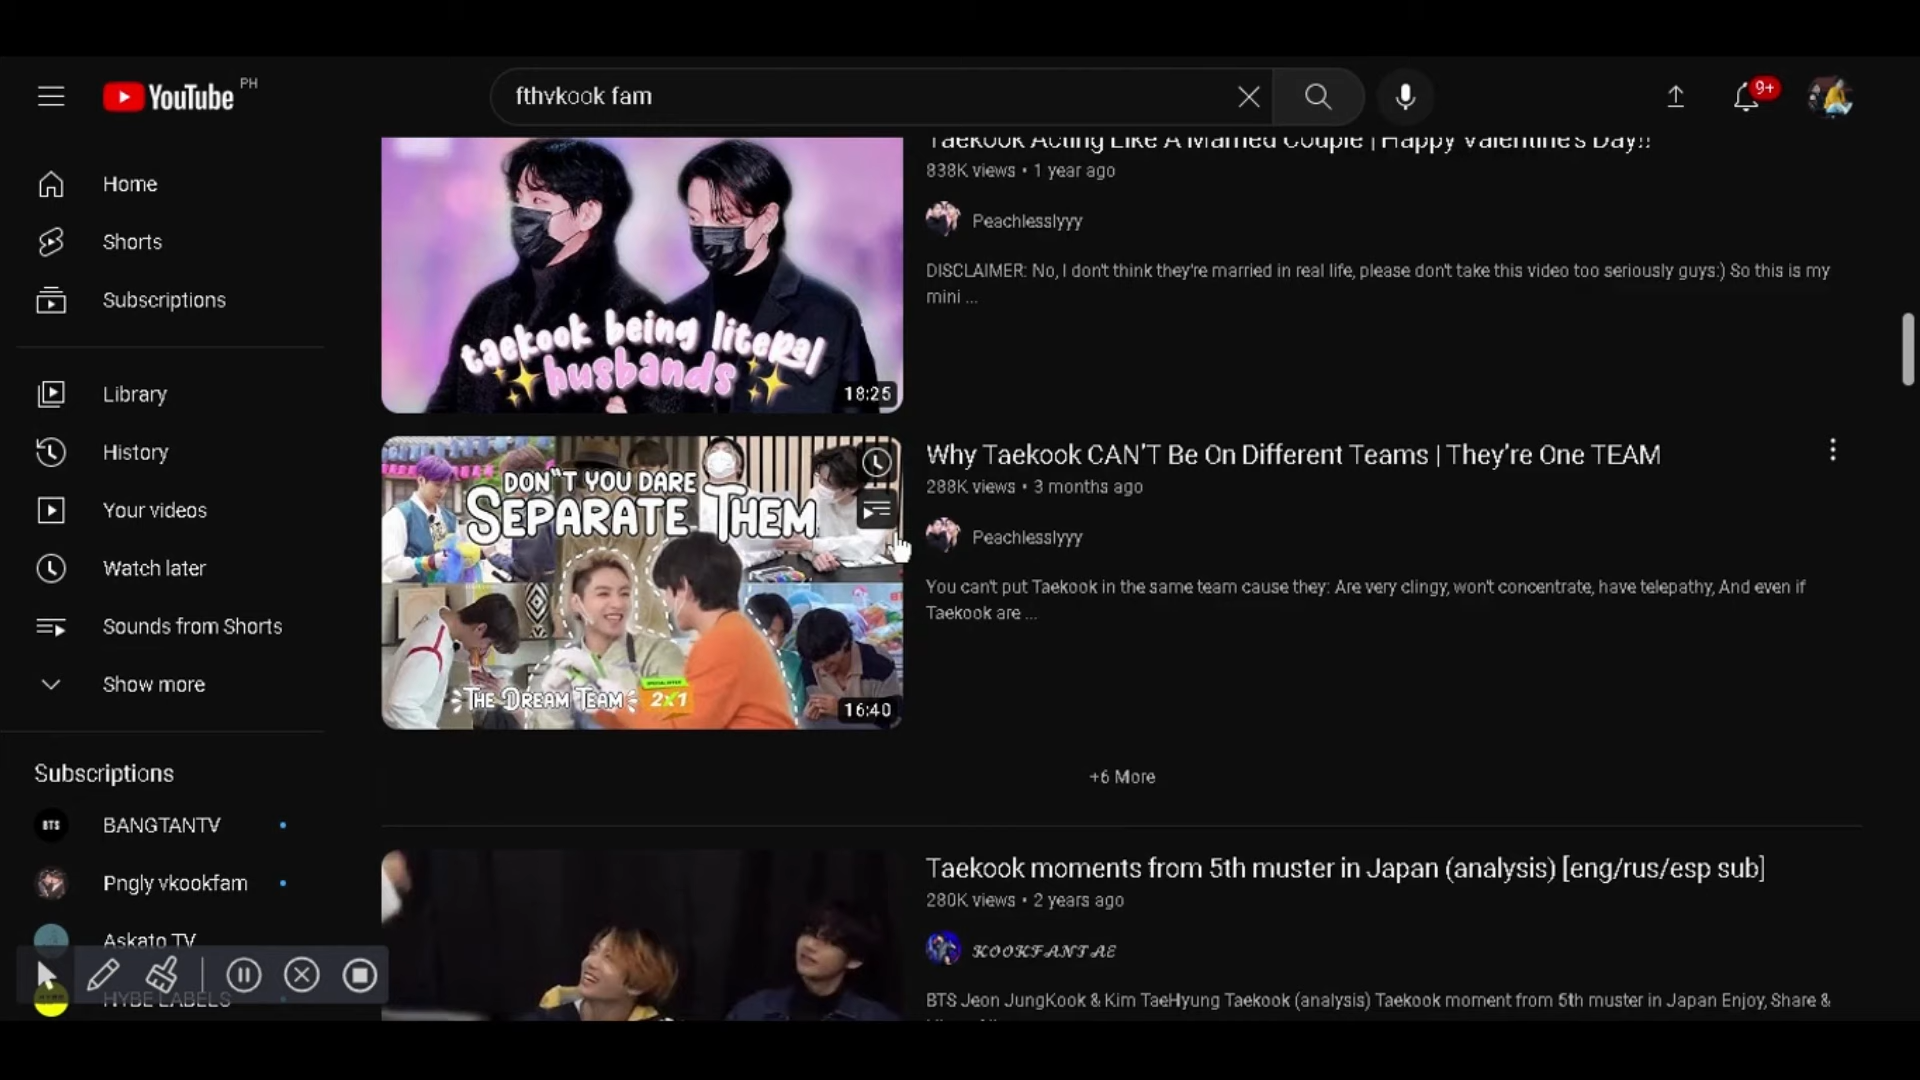 YouTube PH
fthvkook fam
9+
Home
Shorts
Subscriptions
Library
History
Your videos
Watch later
Sounds from Shorts
Show more
Subscriptions
BANGTANTV
Pngly vkookfam
Askato TV
HYBE LABELS
BTS
taekook being literal
husbands
18:25
Taekook Acting Like A Married Couple | Happy Valentine's Day!!
838K views • 1 year ago
Peachlesslyyy
DISCLAIMER: No, I don't think they're married in real life, please don't take this video too seriously guys:) So this is my
mini ...
DON"T YOU DARE
SEPARATE THEM
THE DREAM TEAM
2x1
16:40
Why Taekook CAN'T Be On Different Teams | They're One TEAM
288K views • 3 months ago
Peachlesslyyy
You can't put Taekook in the same team cause they: Are very clingy, won't concentrate, have telepathy, And even if
Taekook are ...
+6 More
Taekook moments from 5th muster in Japan (analysis) [eng/rus/esp sub]
280K views • 2 years ago
𝓚𝓞𝓞𝓚𝓕𝓐𝓝𝓣𝓐𝓔
BTS Jeon JungKook & Kim TaeHyung Taekook (analysis) Taekook moment from 5th muster in Japan Enjoy, Share &